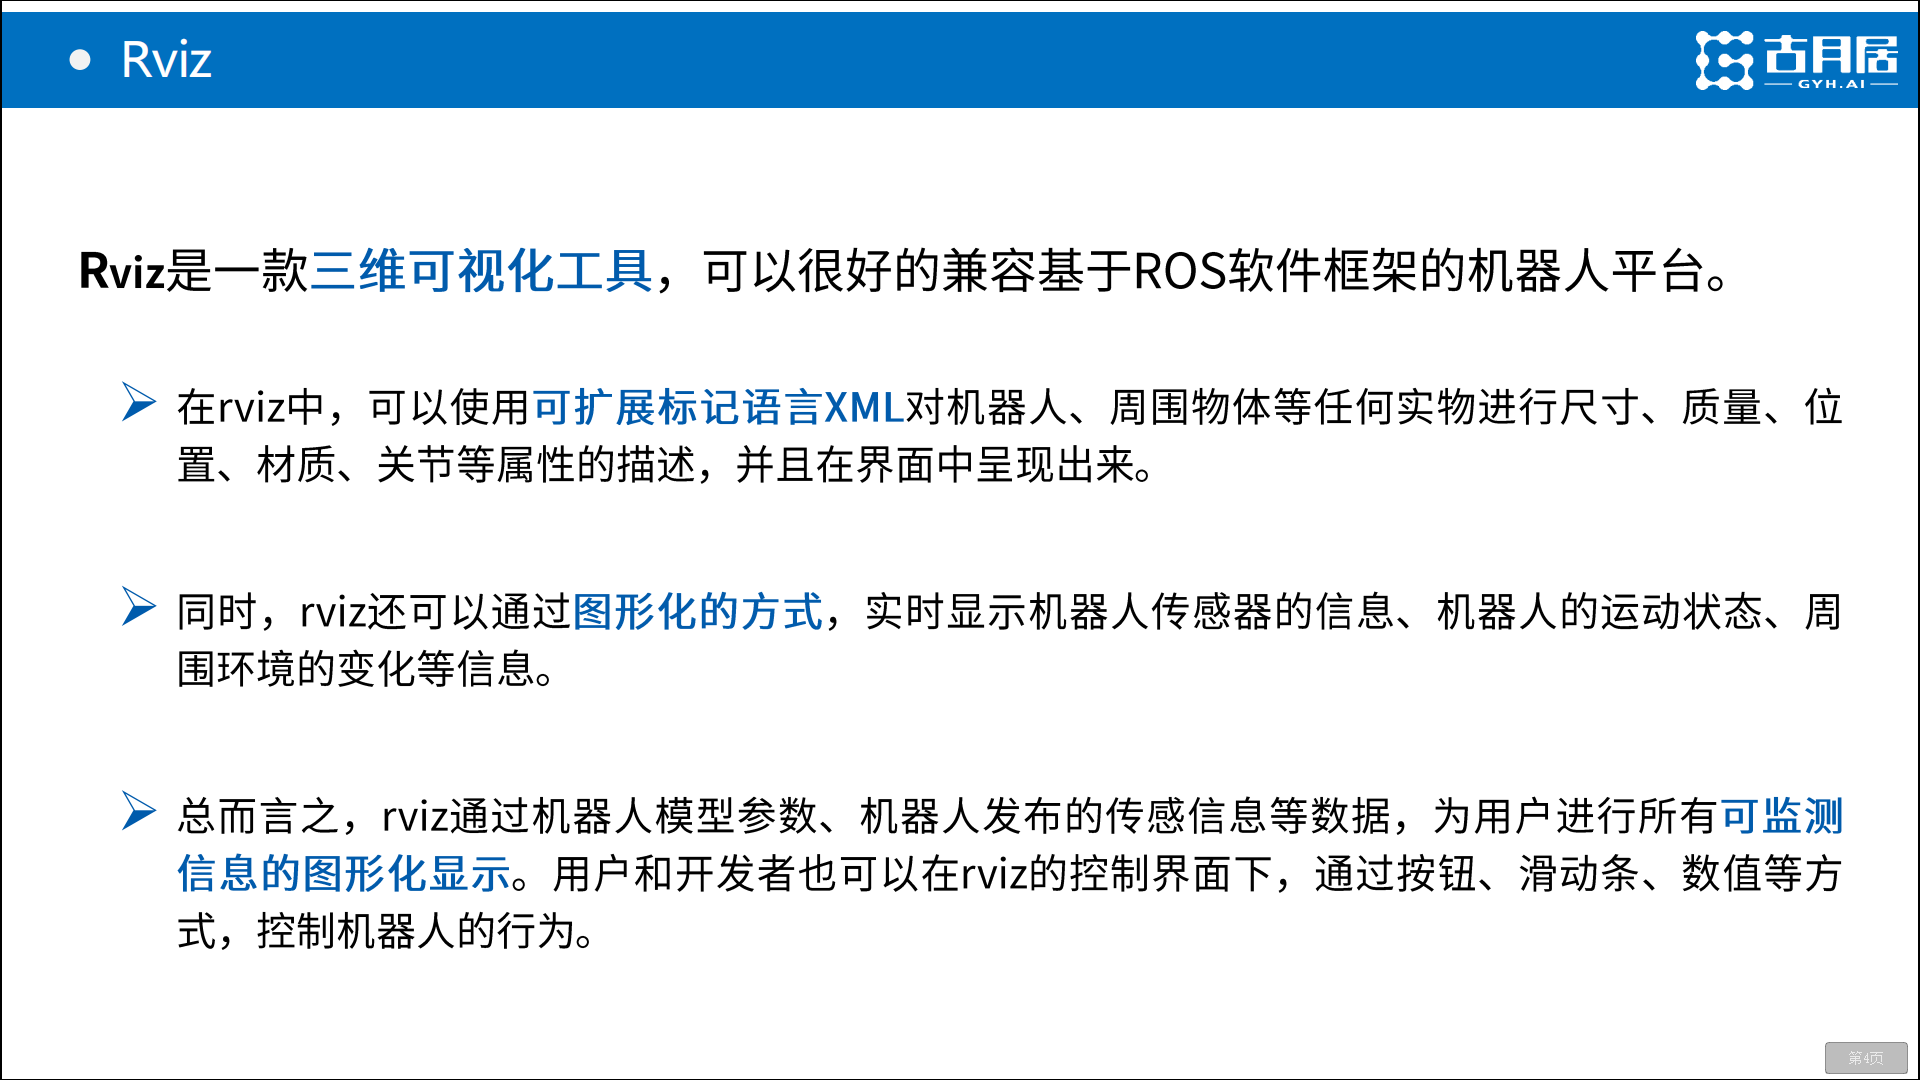 Rviz
古月居
GYH.AI
Rviz是一款三维可视化工具，可以很好的兼容基于ROS软件框架的机器人平台。
在rviz中，可以使用可扩展标记语言XML对机器人、周围物体等任何实物进行尺寸、质量、位
置、材质、关节等属性的描述，并且在界面中呈现出来。
同时，rviz还可以通过图形化的方式，实时显示机器人传感器的信息、机器人的运动状态、周
围环境的变化等信息。
总而言之，rviz通过机器人模型参数、机器人发布的传感信息等数据，为用户进行所有可监测
信息的图形化显示。用户和开发者也可以在rviz的控制界面下，通过按钮、滑动条、数值等方
式，控制机器人的行为。
第4页